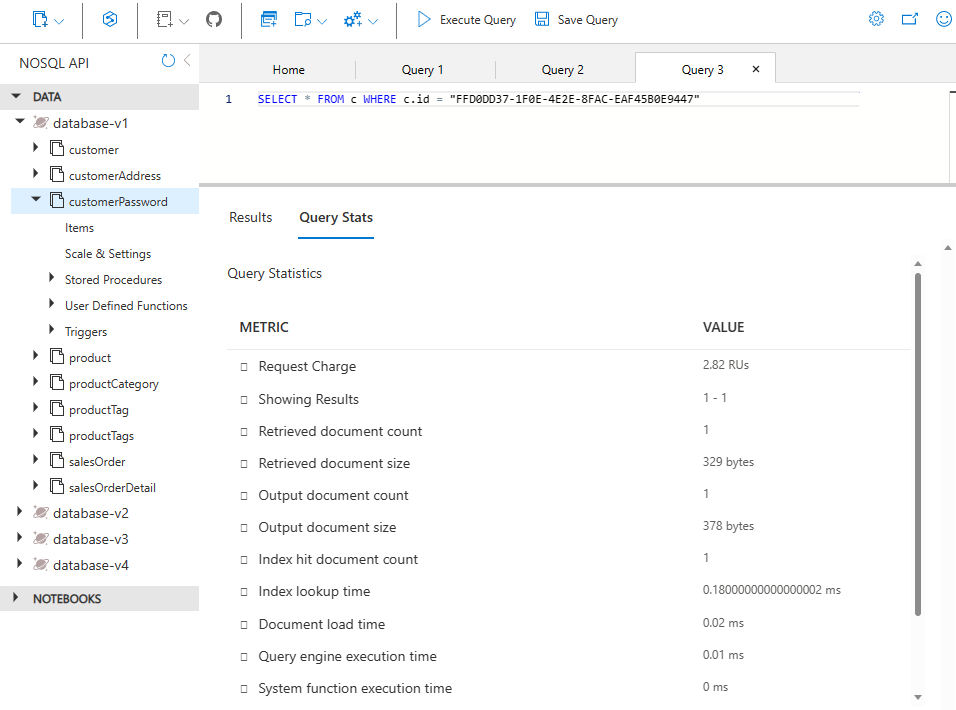 Execute Query
Save Query
NOSQL API
DATA
database-v1
customer
customerAddress
customerPassword
Items
Scale & Settings
Stored Procedures
User Defined Functions
Triggers
product
productCategory
productTag
productTags
salesOrder
salesOrderDetail
database-v2
database-v3
database-v4
NOTEBOOKS
Home
Query 1
Query 2
Query 3
1 SELECT * FROM c WHERE c.id = "FFD0DD37-1F0E-4E2E-8FAC-EAF45B0E9447"
Results
Query Stats
Query Statistics
METRIC VALUE
Request Charge 2.82 RUs
Showing Results 1 - 1
Retrieved document count 1
Retrieved document size 329 bytes
Output document count 1
Output document size 378 bytes
Index hit document count 1
Index lookup time 0.18000000000000002 ms
Document load time 0.02 ms
Query engine execution time 0.01 ms
System function execution time 0 ms